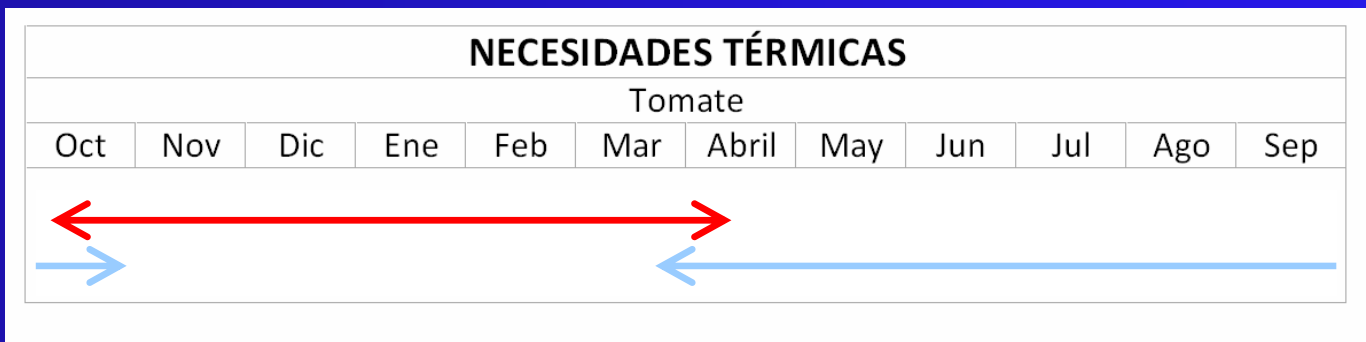 NECESIDADES TÉRMICAS
Tomate
Oct Nov Dic Ene Feb Mar Abril May Jun Jul Ago Sep